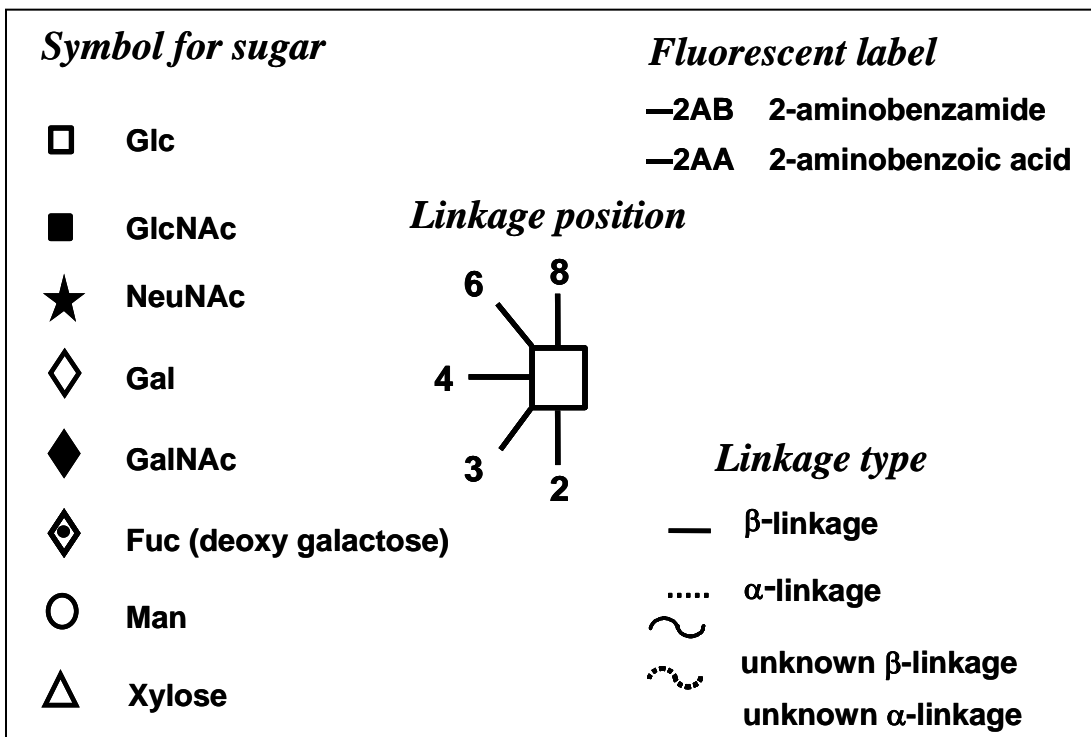 Symbol for sugar
Glc
GlcNAc
NeuNAc
Gal
GalNAc
Fuc (deoxy galactose)
Man
Xylose
Fluorescent label
—2AB 2-aminobenzamide
—2AA 2-aminobenzoic acid
Linkage position
8
6
4
3
2
Linkage type
β-linkage
α-linkage
unknown β-linkage
unknown α-linkage